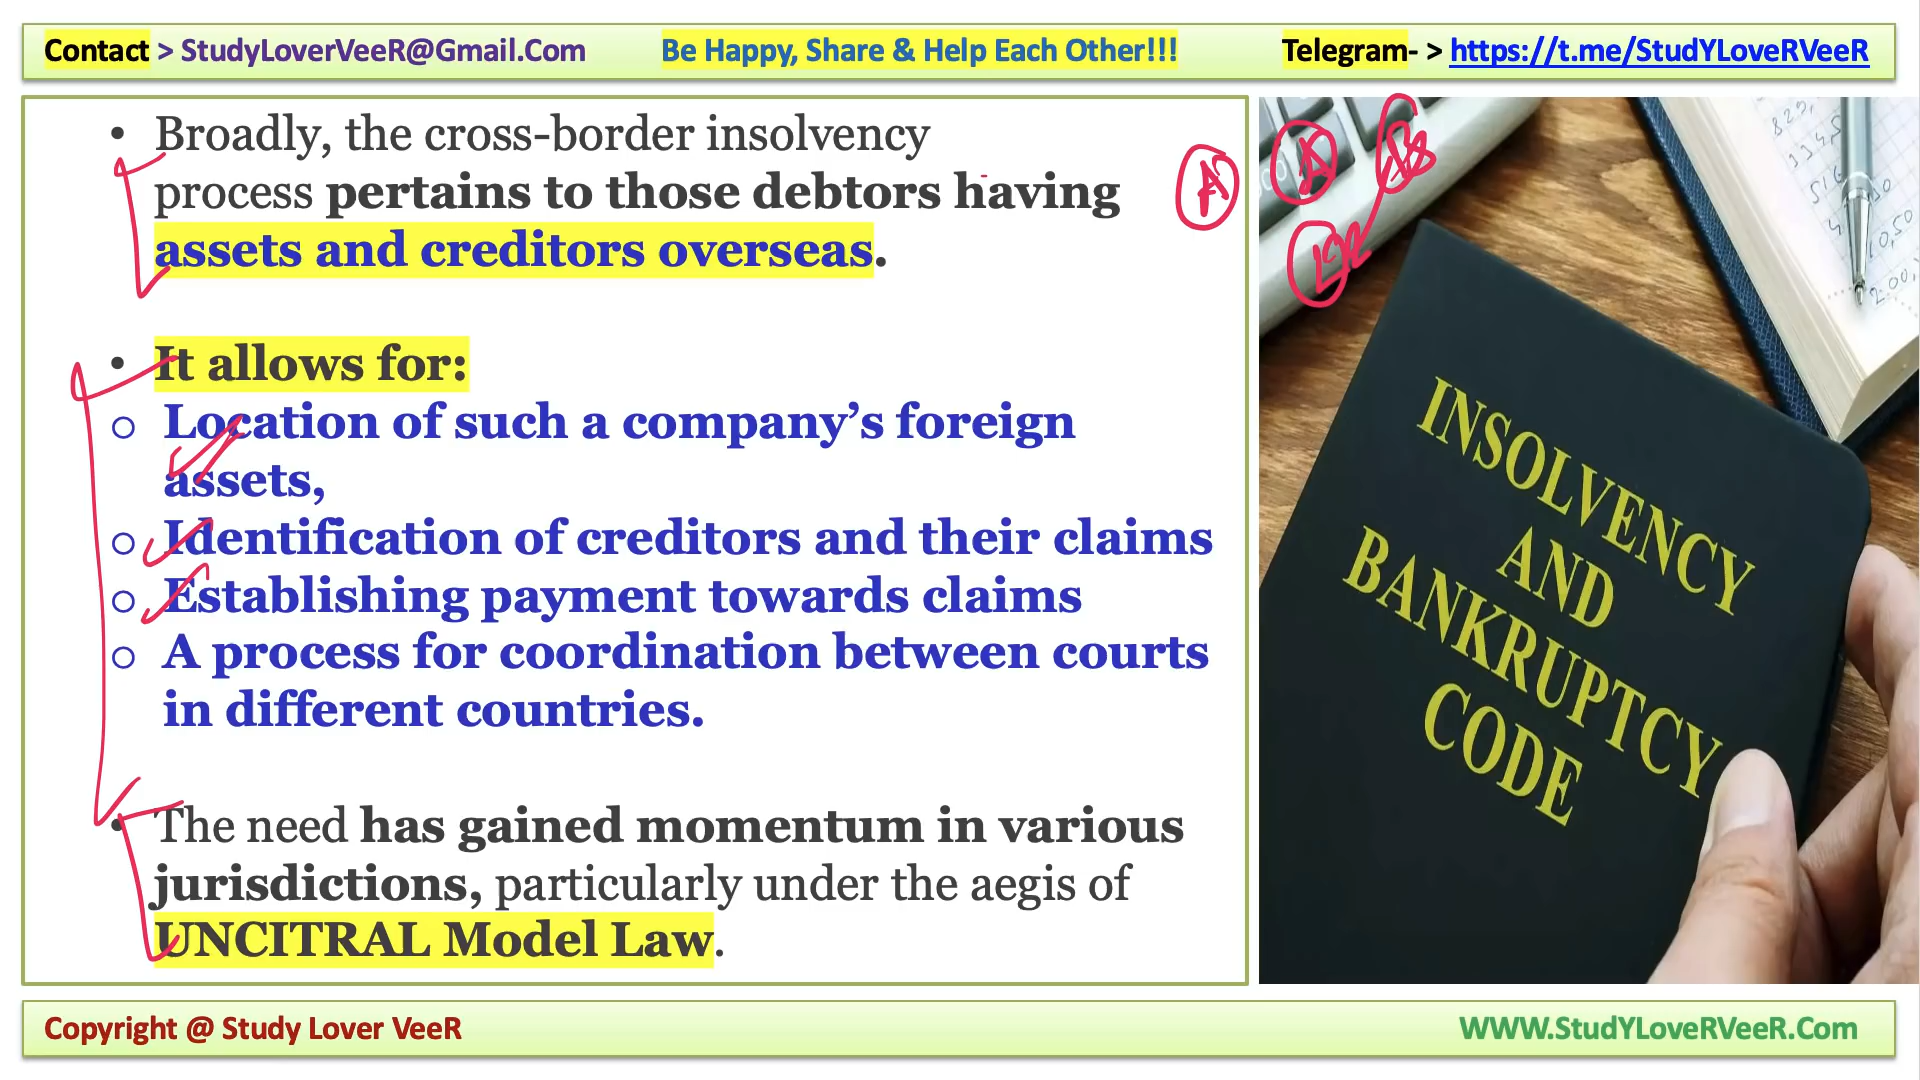 Contact > StudyLoverVeeR@Gmail.Com Be Happy, Share & Help Each Other!!! Telegram- > https://t.me/StudYLoveRVeeR
• Broadly, the cross-border insolvency
process pertains to those debtors having
assets and creditors overseas.
• It allows for:
o Location of such a company’s foreign
assets,
o Identification of creditors and their claims
o Establishing payment towards claims
o A process for coordination between courts
in different countries.
• The need has gained momentum in various
jurisdictions, particularly under the aegis of
UNCITRAL Model Law.
A
A
INSOLVENCY
AND
BANKRUPTCY
CODE
Copyright @ Study Lover VeeR WWW.StudYLoveRVeeR.Com